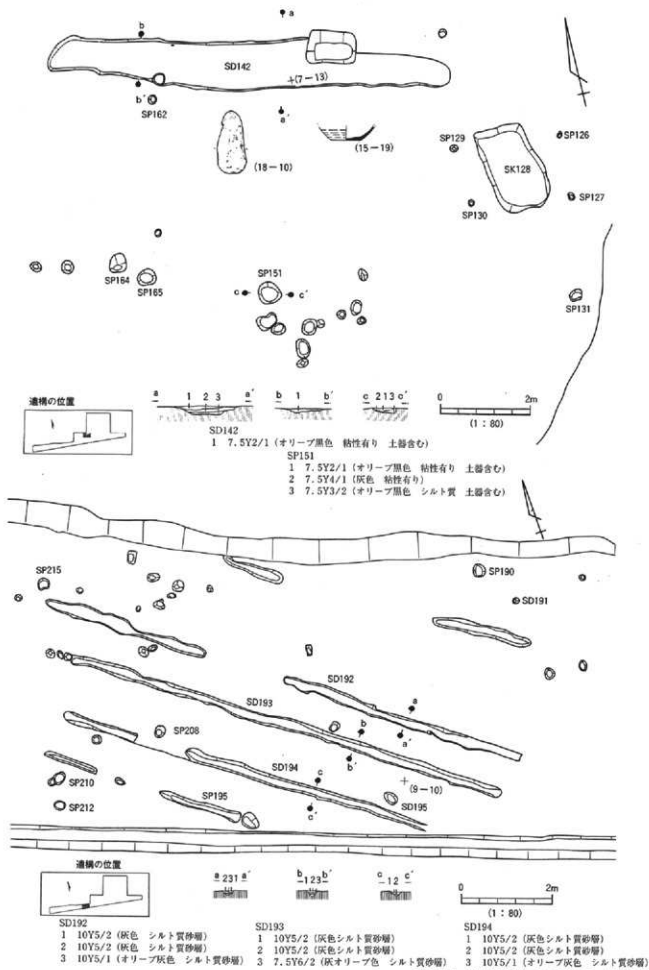 a
b
SD142
(7-13)
b'
SP162
a'
(18-10)
(15-19)
SP129
SP126
SK128
SP130
SP127
SP164
SP165
SP151
c
c'
SP131
遺構の位置
a 1 2 3 a'
b 1 b'
c 213 c'
0 2m
(1:80)
SD142
1 7.5Y2/1 (オリーブ黒色 粘性有り 土器含む)
SP151
1 7.5Y2/1 (オリーブ黒色 粘性有り 土器含む)
2 7.5Y4/1 (灰色 粘性有り)
3 7.5Y3/2 (オリーブ黒色 シルト質 土器含む)
SP215
SP190
SD191
SD192
SD193
a
b
a'
SP208
b'
SD194
c
(9-10)
SP210
SP195
SD195
SP212
c'
遺構の位置
a 231 a'
b 123 b'
c 12 c'
0 2m
(1:80)
SD192
1 10Y5/2 (灰色 シルト質砂層)
2 10Y5/2 (灰色 シルト質砂層)
3 10Y5/1 (オリーブ灰色 シルト質砂層)
SD193
1 10Y5/2 (灰色シルト質砂層)
2 10Y5/2 (灰色シルト質砂層)
3 7.5Y6/2 (灰オリーブ色 シルト質砂層)
SD194
1 10Y5/2 (灰色シルト質砂層)
2 10Y5/2 (灰色シルト質砂層)
3 10Y5/1 (オリーブ灰色 シルト質砂層)